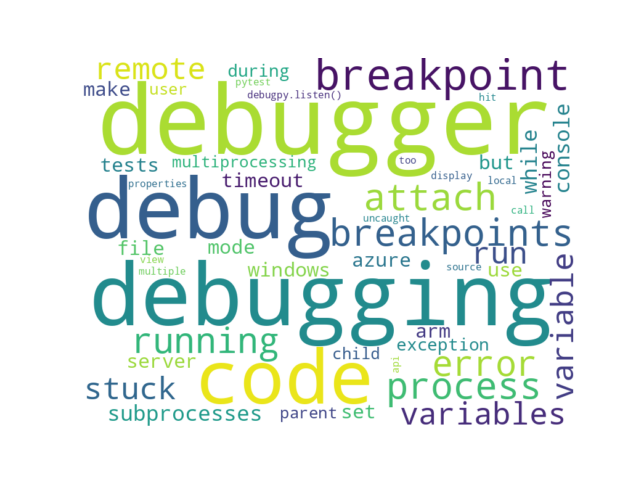 remote
during
breakpoint
make
user
pytest
debugpy.listen()
hit
debugger
tests
multiprocessing
too
but
while
console
properties
timeout
display
local
warning
debug
attach
call
uncaught
breakpoints
file
mode
run
view
multiple
windows
azure
source
use
variable
debugging
running
arm
exception
server
child
api
error
code
stuck
process
subprocesses
parent
set
variables